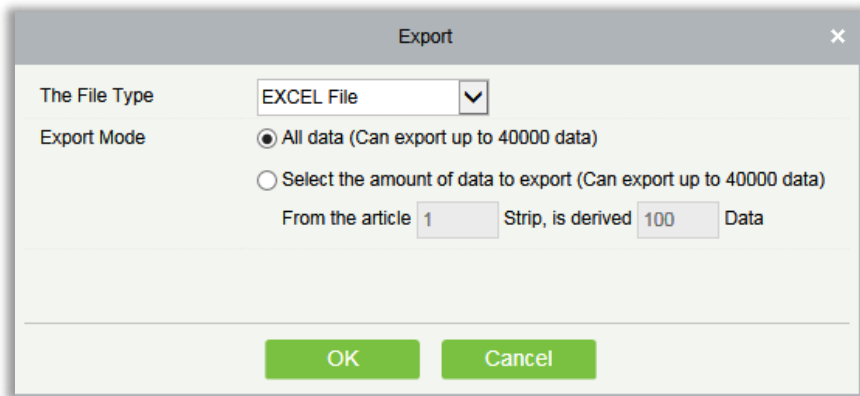 Export
The File Type EXCEL File
Export Mode All data (Can export up to 40000 data)
Select the amount of data to export (Can export up to 40000 data)
From the article 1 Strip, is derived 100 Data
OK Cancel